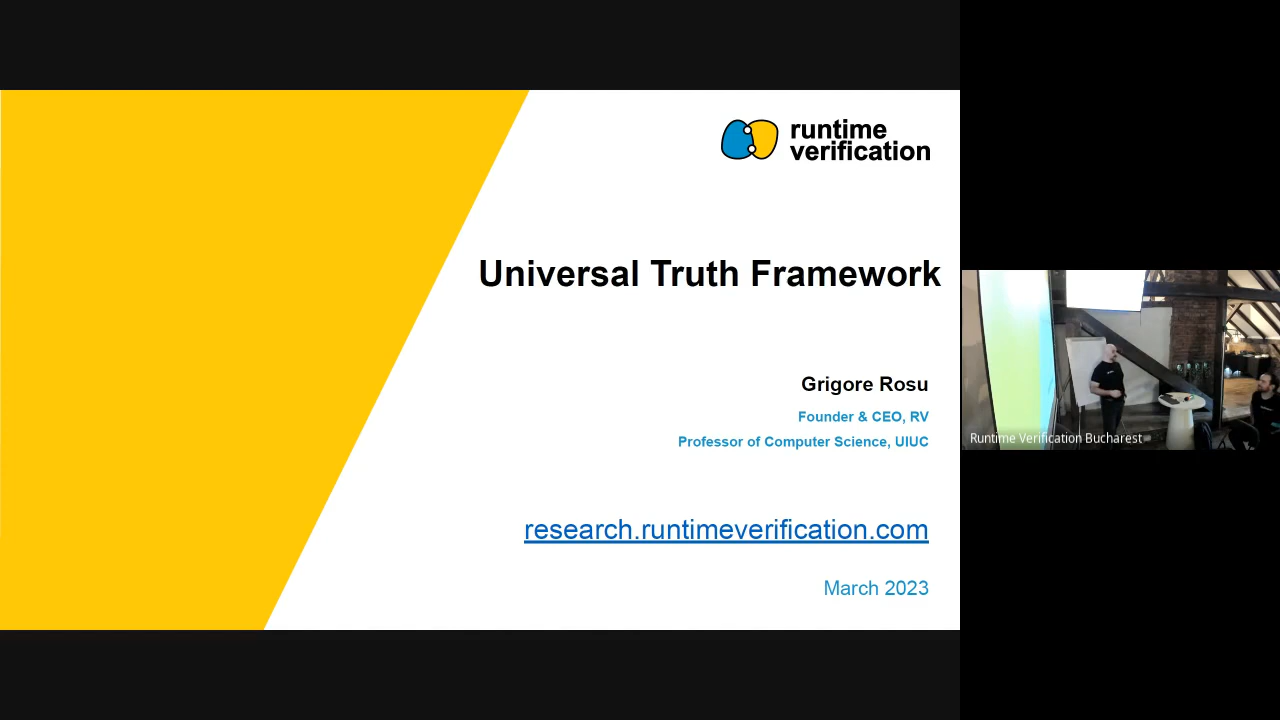 runtime
verification
Universal Truth Framework
Grigore Rosu
Founder & CEO, RV
Professor of Computer Science, UIUC
research.runtimeverification.com
March 2023
Runtime Verification Bucharest